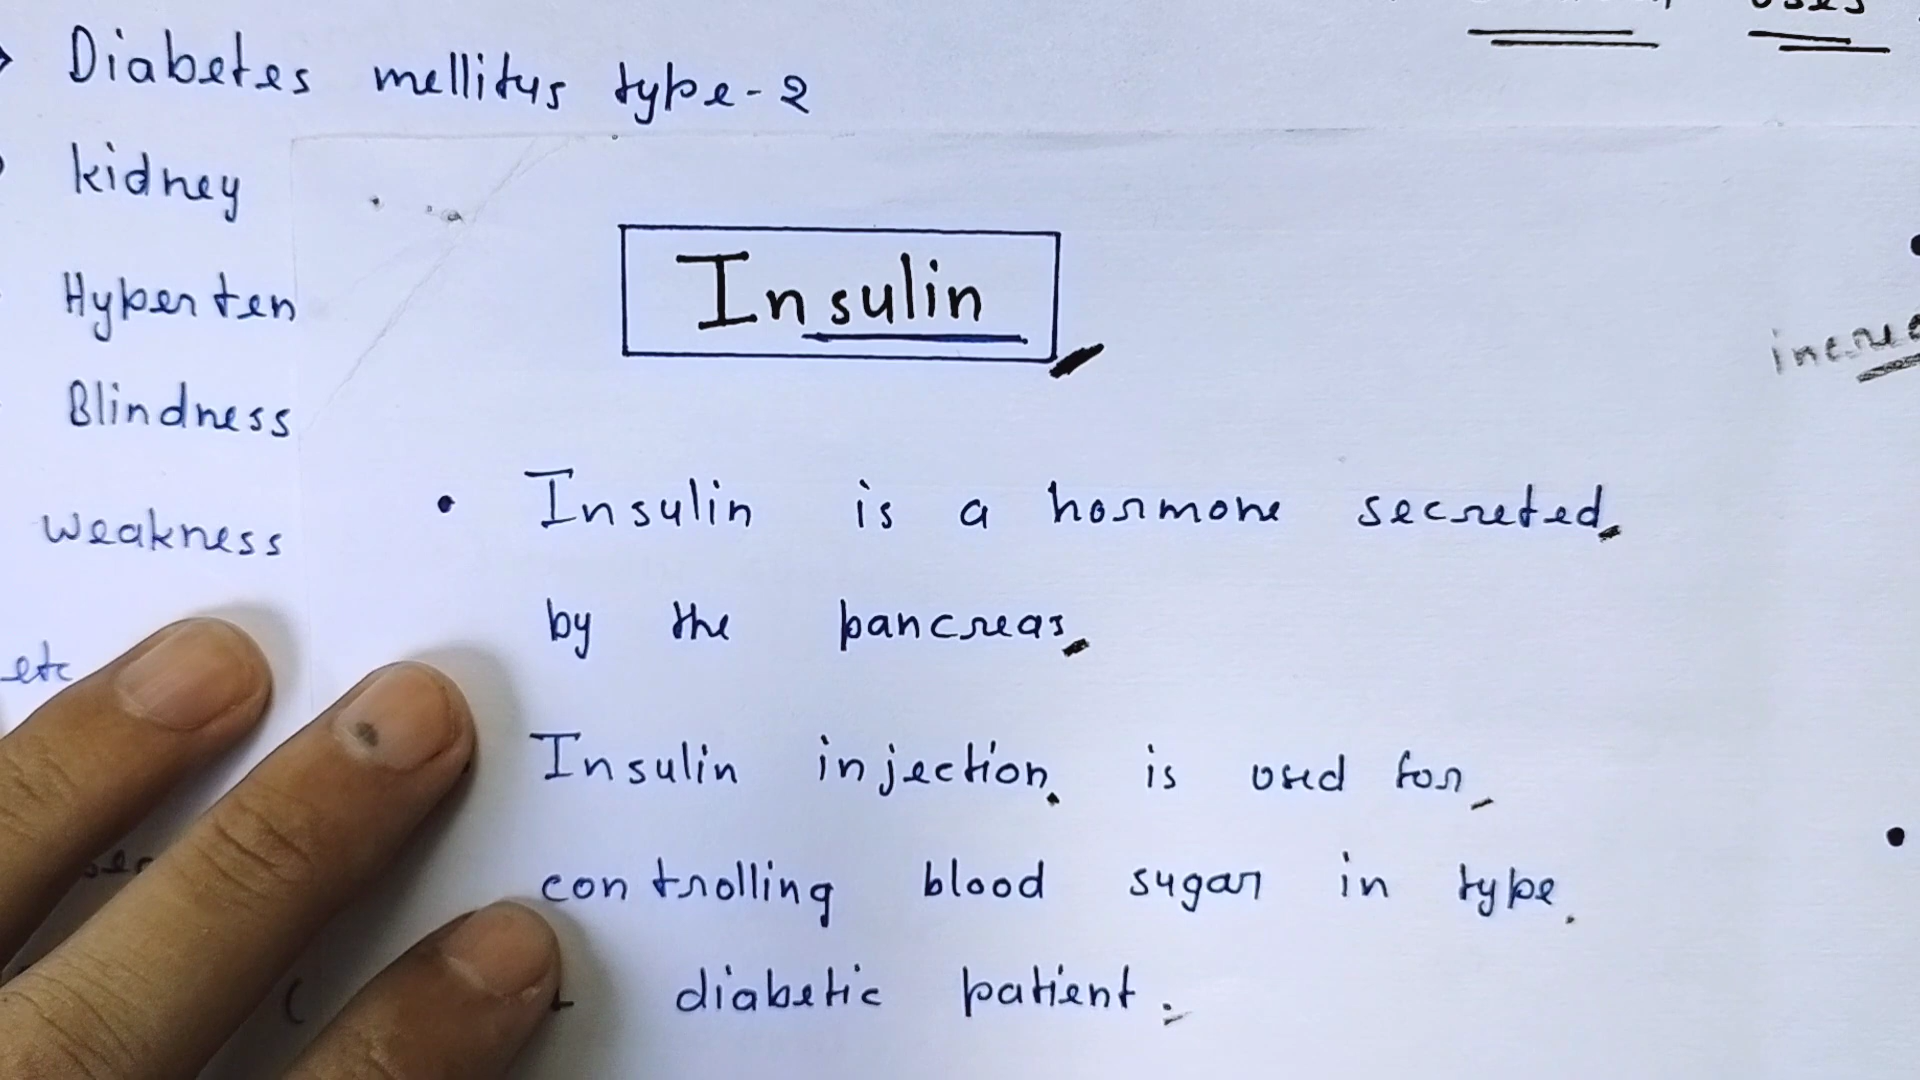 Diabetes mellitus type-2
kidney
Hyperten
Blindness
weakness
etc
Insulin
• Insulin is a hormone secreted
by the pancreas
Insulin injection is used for
controlling blood sugar in type
diabetic patient.
uses